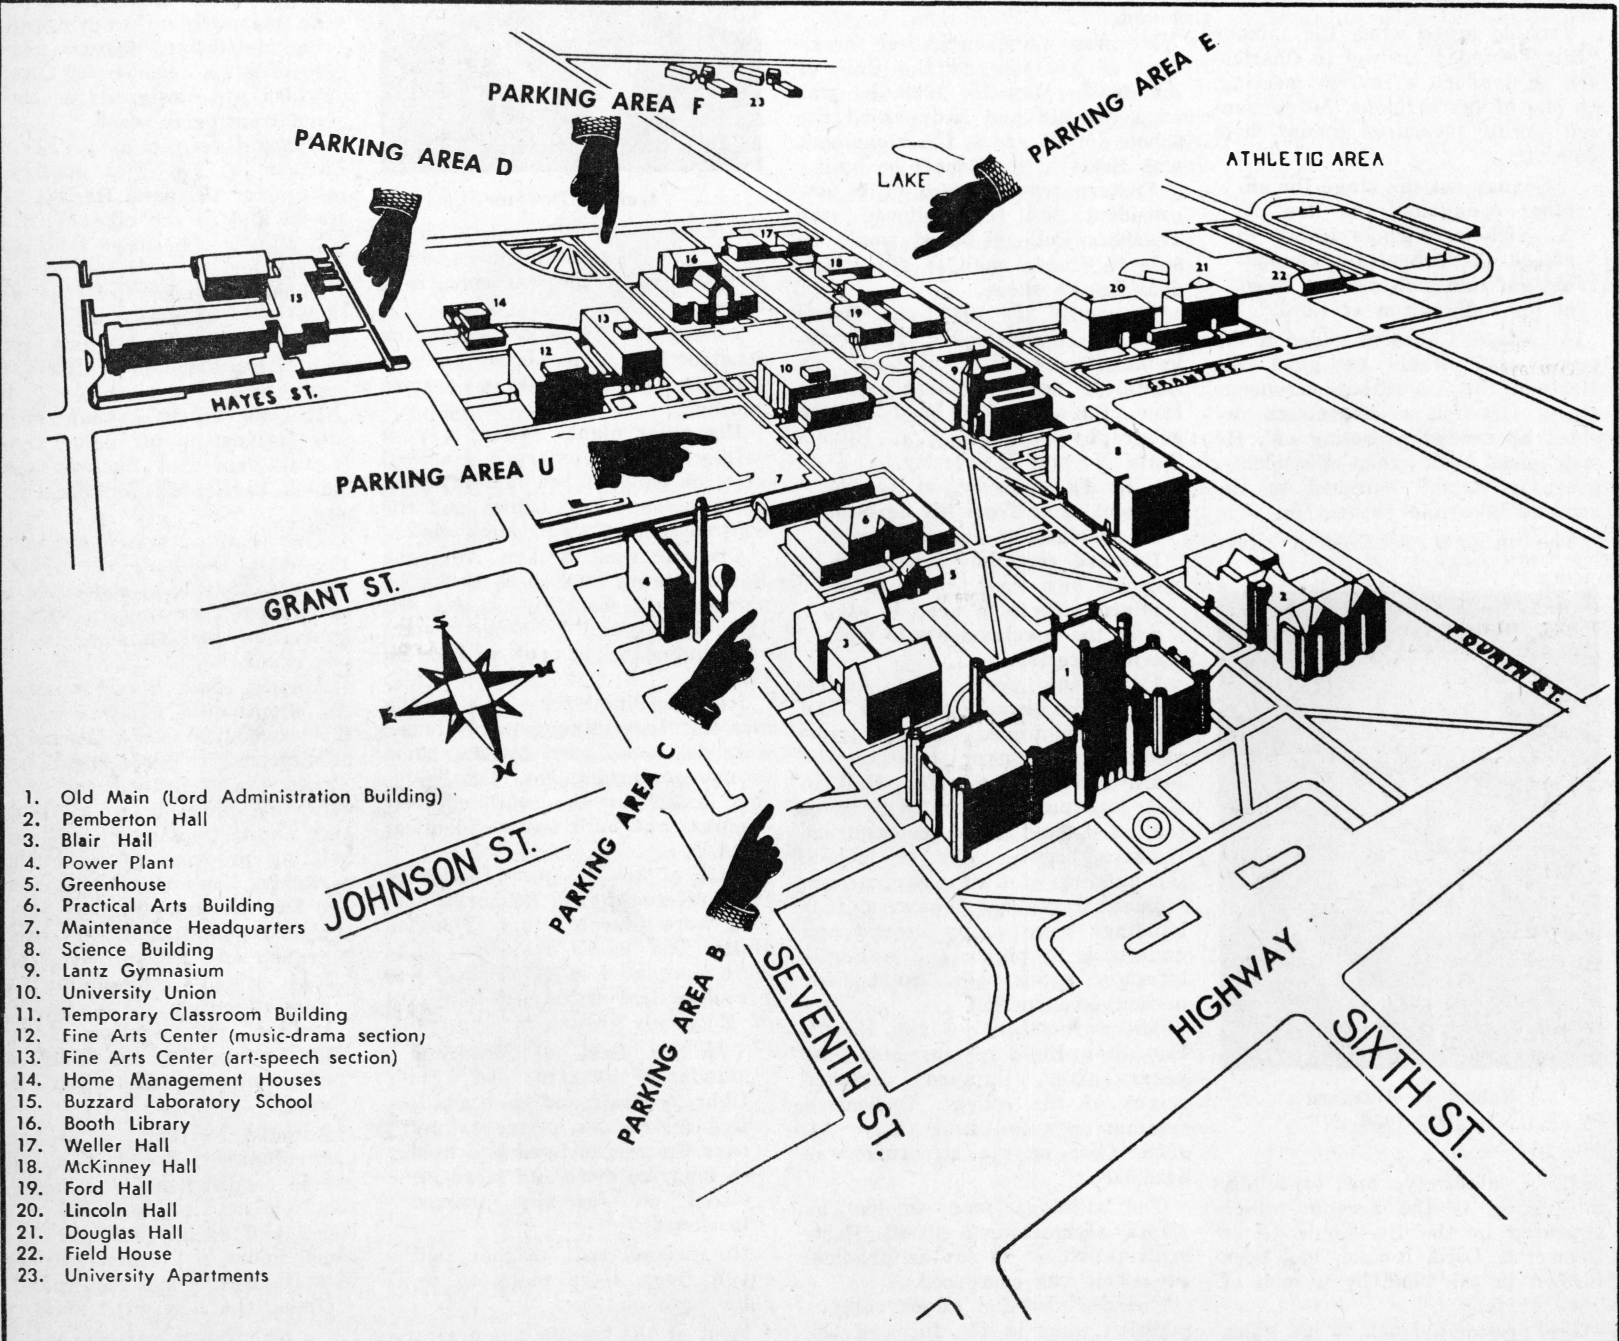 PARKING AREA F
23
PARKING AREA E
PARKING AREA D
LAKE
ATHLETIC AREA
17
16
18
15
14
13
19
20
21
22
12
10
9
HAYES ST.
GRANT ST.
PARKING AREA U
7
8
6
5
4
GRANT ST.
3
2
1
FOURTH ST.
S
W
E
N
PARKING AREA C
JOHNSON ST.
PARKING AREA B
SEVENTH ST.
HIGHWAY
SIXTH ST.
1. Old Main (Lord Administration Building)
2. Pemberton Hall
3. Blair Hall
4. Power Plant
5. Greenhouse
6. Practical Arts Building
7. Maintenance Headquarters
8. Science Building
9. Lantz Gymnasium
10. University Union
11. Temporary Classroom Building
12. Fine Arts Center (music-drama section)
13. Fine Arts Center (art-speech section)
14. Home Management Houses
15. Buzzard Laboratory School
16. Booth Library
17. Weller Hall
18. McKinney Hall
19. Ford Hall
20. Lincoln Hall
21. Douglas Hall
22. Field House
23. University Apartments